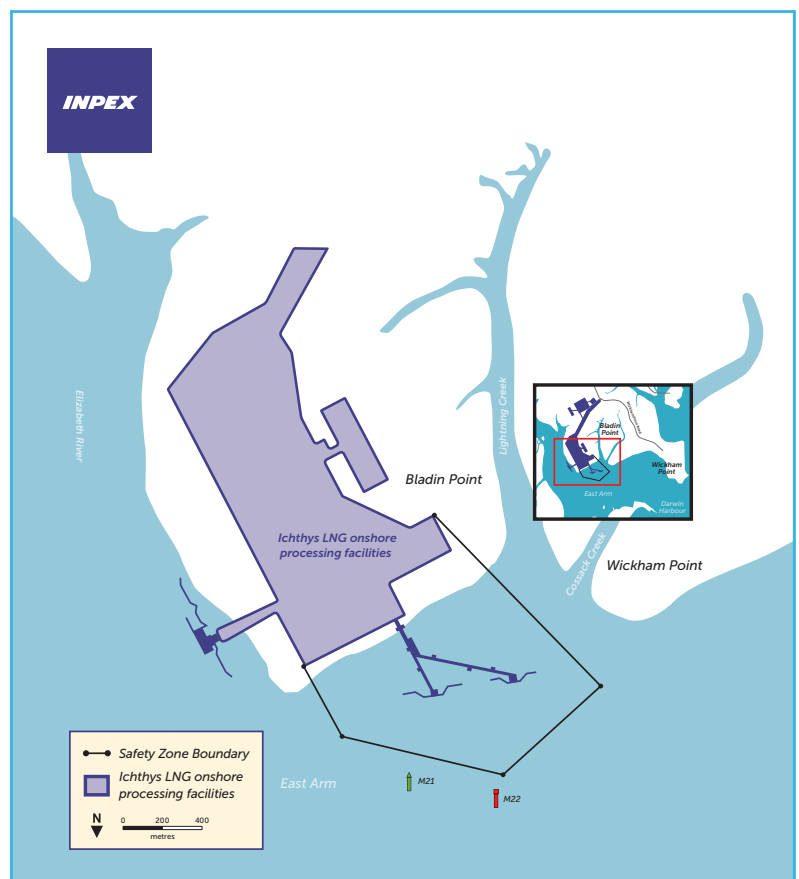 INPEX
Elizabeth River
Lightning Creek
Bladin Point
Ichthys LNG onshore
processing facilities
Bladin
Point
Wickham
Point
East Arm
Darwin
Harbour
Cossack Creek
Wickham Point
Safety Zone Boundary
Ichthys LNG onshore
processing facilities
N
0 200 400
metres
East Arm
M21
M22